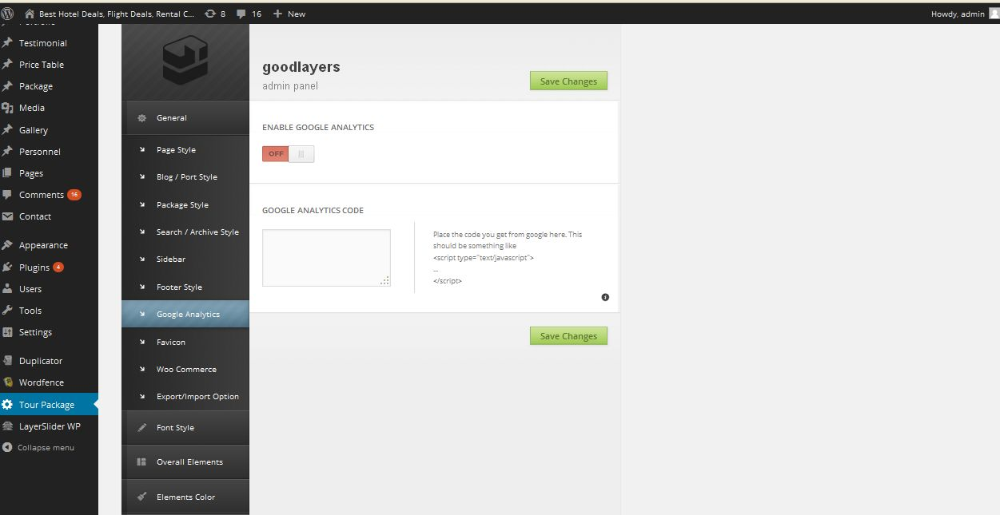 Best Hotel Deals, Flight Deals, Rental C... 8 16 New Howdy, admin
Testimonial
Price Table
Package
Media
Gallery
Personnel
Pages
Comments 16
Contact
Appearance
Plugins 4
Users
Tools
Settings
Duplicator
Wordfence
Tour Package
LayerSlider WP
Collapse menu
General
Page Style
Blog / Port Style
Package Style
Search / Archive Style
Sidebar
Footer Style
Google Analytics
Favicon
Woo Commerce
Export/Import Option
Font Style
Overall Elements
Elements Color
goodlayers
admin panel
Save Changes
ENABLE GOOGLE ANALYTICS
OFF
GOOGLE ANALYTICS CODE
Place the code you get from google here. This
should be something like
<script type="text/javascript">
...
</script>
Save Changes